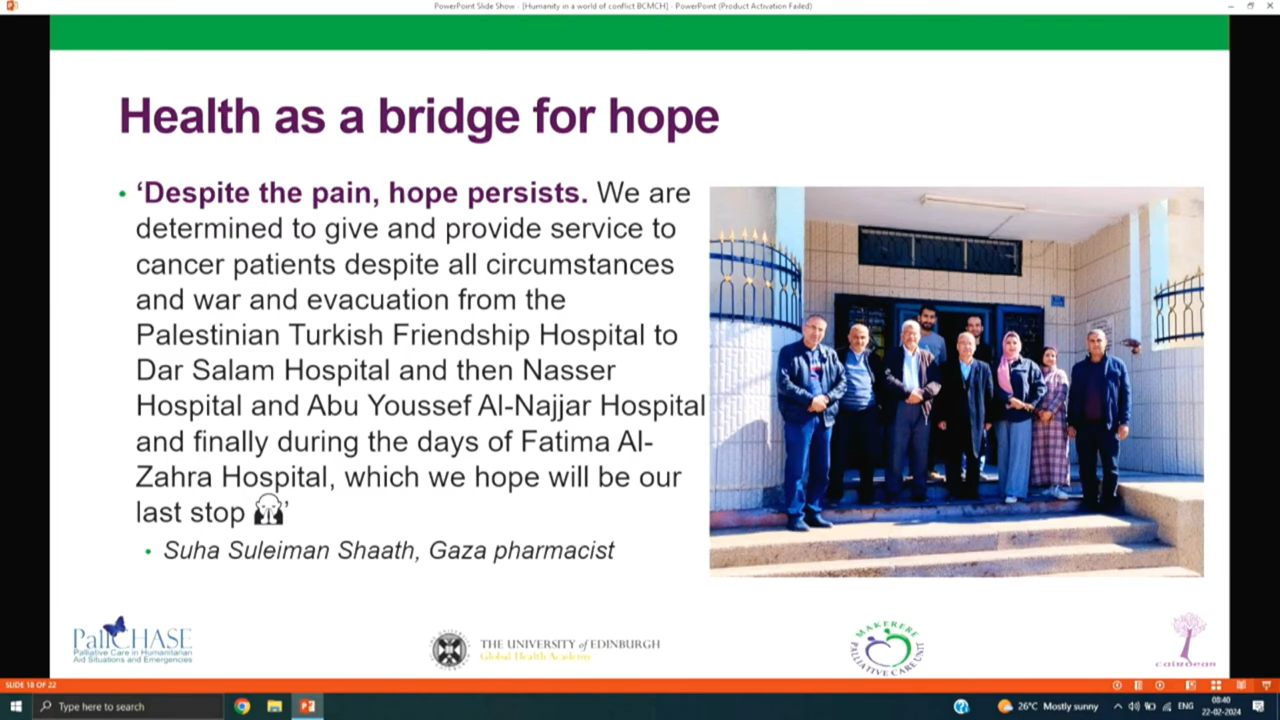 PowerPoint Slide Show - [Humanity in a world of conflict BCMCH] - PowerPoint (Product Activation Failed)
Health as a bridge for hope
• ‘Despite the pain, hope persists. We are
determined to give and provide service to
cancer patients despite all circumstances
and war and evacuation from the
Palestinian Turkish Friendship Hospital to
Dar Salam Hospital and then Nasser
Hospital and Abu Youssef Al-Najjar Hospital
and finally during the days of Fatima Al-
Zahra Hospital, which we hope will be our
last stop ’
• Suha Suleiman Shaath, Gaza pharmacist
PallCHASE
Palliative Care in Humanitarian
Aid Situations and Emergencies
THE UNIVERSITY of EDINBURGH
Global Health Academy
MAKERERE
PALLIATIVE CARE UNIT
cairdeas
SLIDE 18 OF 22
Type here to search
26°C Mostly sunny
ENG
08:40
22-02-2024